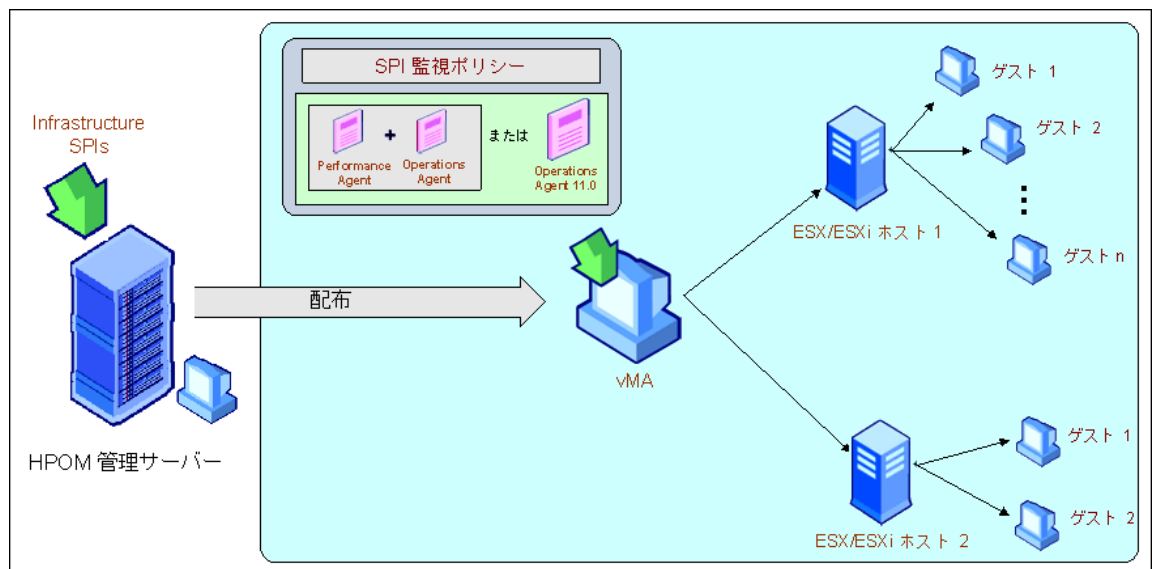 Infrastructure
SPIs
HPOM 管理サーバー
SPI 監視ポリシー
Performance
Agent
+
Operations
Agent
または
Operations
Agent 11.0
配布
vMA
ESX/ESXi ホスト 1
ゲスト 1
ゲスト 2
ゲスト n
ESX/ESXi ホスト 2
ゲスト 1
ゲスト 2